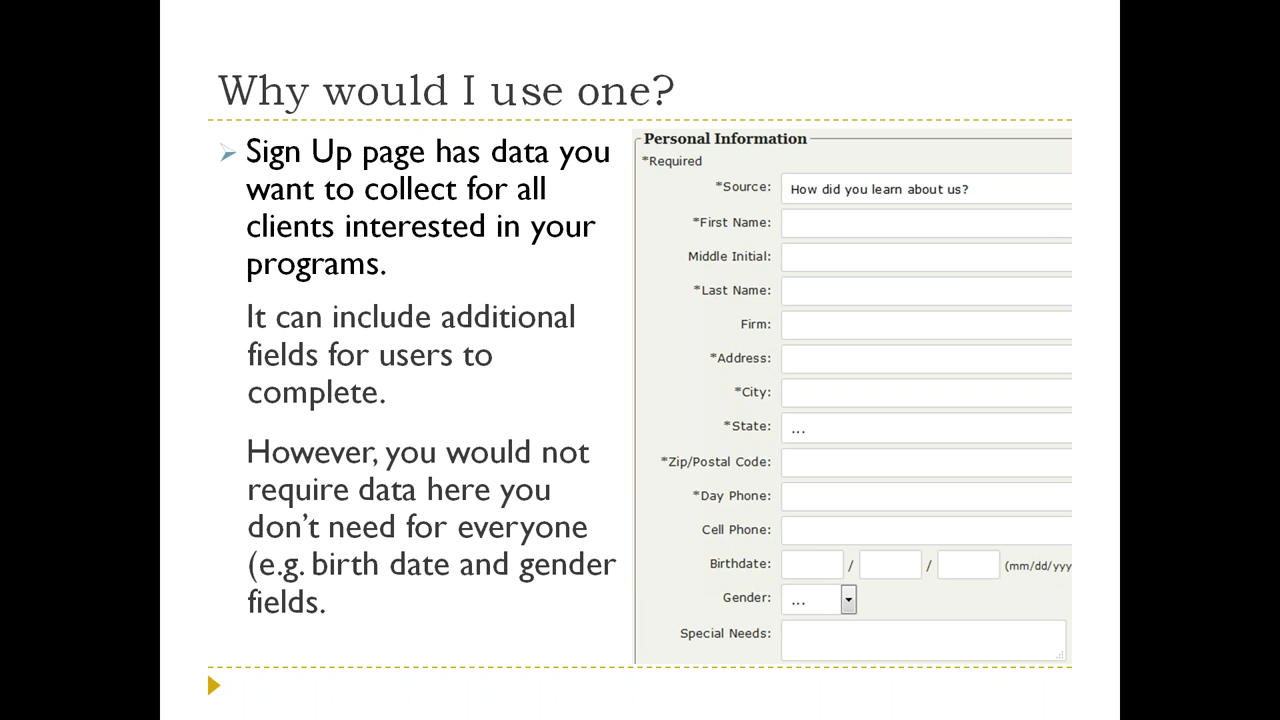 Why would I use one?
Sign Up page has data you
want to collect for all
clients interested in your
programs.
It can include additional
fields for users to
complete.
However, you would not
require data here you
don't need for everyone
(e.g. birth date and gender
fields.
Personal Information
*Required
*Source: How did you learn about us?
*First Name:
Middle Initial:
*Last Name:
Firm:
*Address:
*City:
*State: ...
*Zip/Postal Code:
*Day Phone:
Cell Phone:
Birthdate: / / (mm/dd/yyy
Gender: ...
Special Needs: